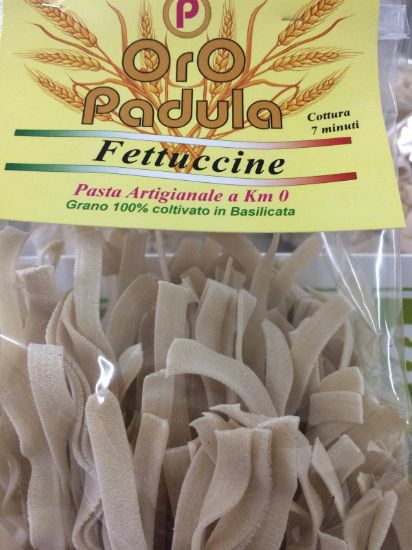 P
OrO
Padula
Cottura
7 minuti
Fettuccine
Pasta Artigianale a Km 0
Grano 100% coltivato in Basilicata